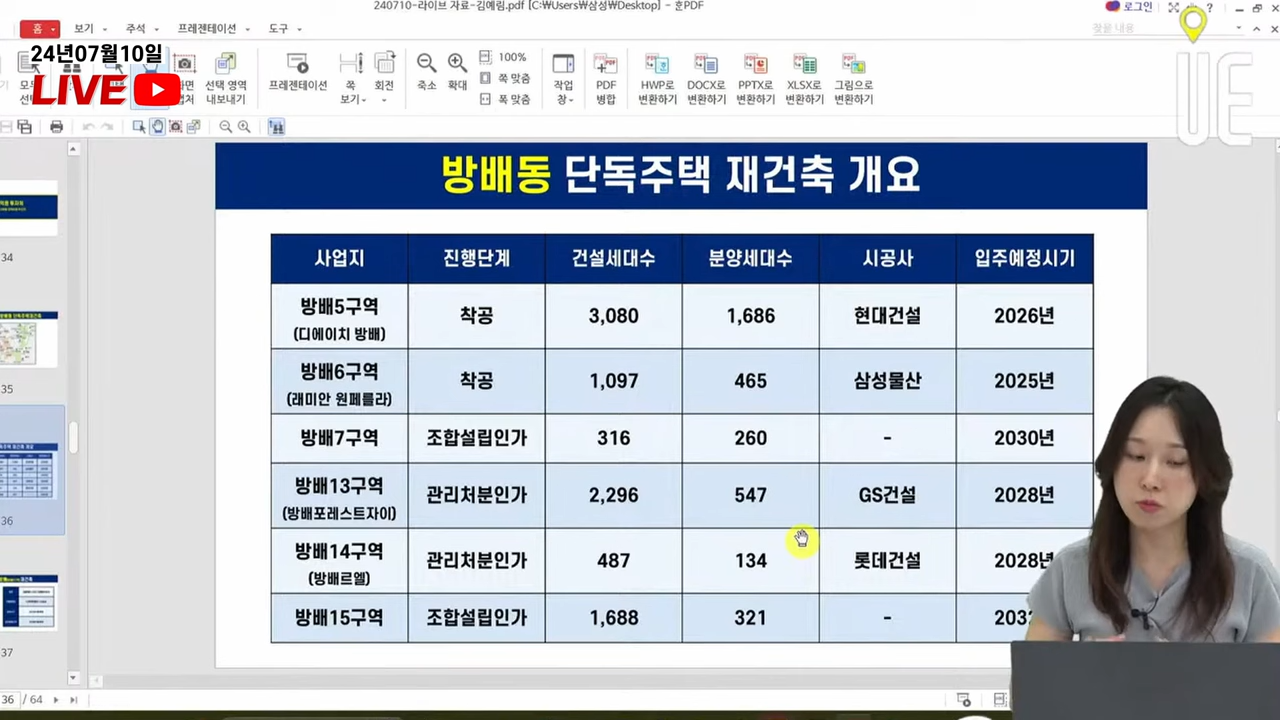 240710-라이브 자료-김예림.pdf [C:₩Users₩삼성₩Desktop] - 훈PDF
로그인
홈 보기 주석 프레젠테이션 도구
찾을 내용
24년07월10일
LIVE
UE
프레젠테이션
쪽 보기
회전
축소
확대
100%
쪽 맞춤
폭 맞춤
작업 창
PDF 병합
HWP로 변환하기
DOCX로 변환하기
PPTX로 변환하기
XLSX로 변환하기
그림으로 변환하기
선택 영역 내보내기
방배동 단독주택 재건축 개요
사업지 진행단계 건설세대수 분양세대수 시공사 입주예정시기
방배5구역 (디에이치 방배) 착공 3,080 1,686 현대건설 2026년
방배6구역 (래미안 원페를라) 착공 1,097 465 삼성물산 2025년
방배7구역 조합설립인가 316 260 - 2030년
방배13구역 (방배포레스트자이) 관리처분인가 2,296 547 GS건설 2028년
방배14구역 (방배르엘) 관리처분인가 487 134 롯데건설 2028년
방배15구역 조합설립인가 1,688 321 -
34
35
36
37
36 / 64